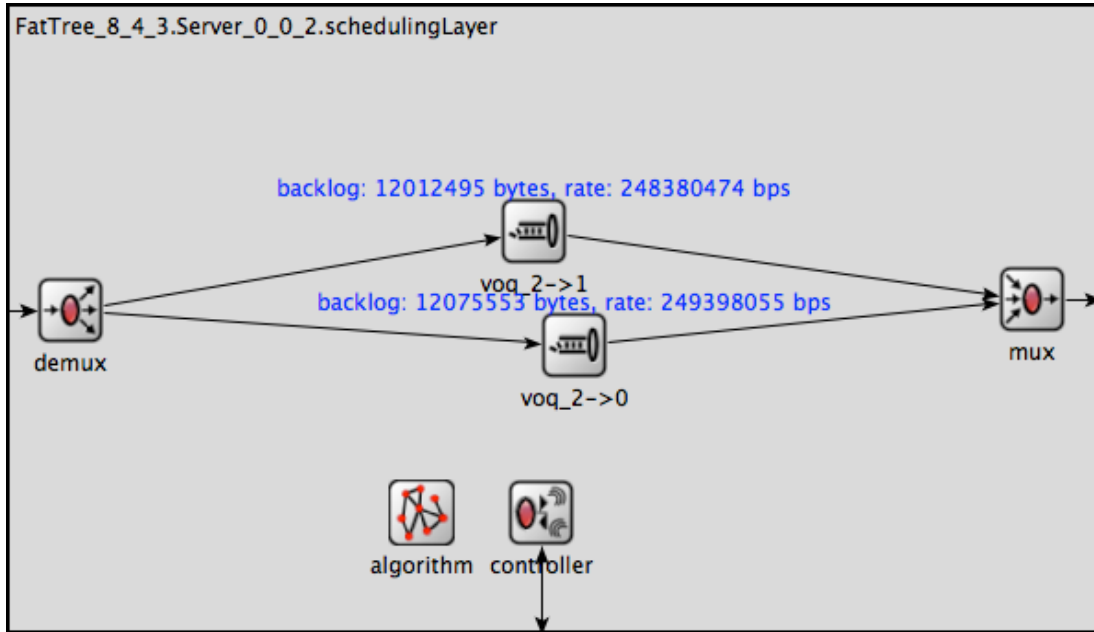 FatTree_8_4_3.Server_0_0_2.schedulingLayer
backlog: 12012495 bytes, rate: 248380474 bps
voq_2->1
backlog: 12075553 bytes, rate: 249398055 bps
demux
mux
voq_2->0
algorithm
controller